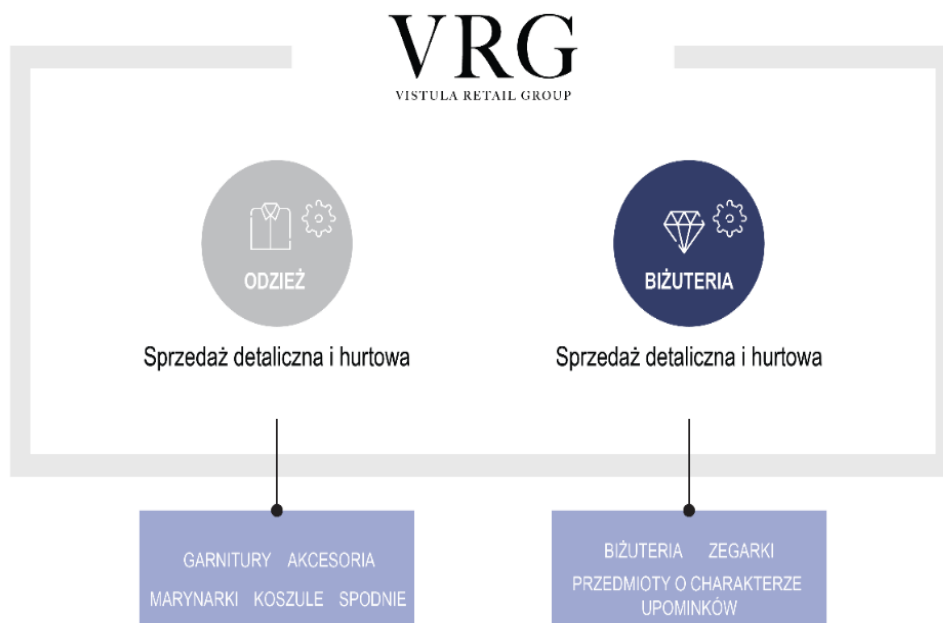 VRG
VISTULA RETAIL GROUP
ODZIEŻ
Sprzedaż detaliczna i hurtowa
GARNITURY AKCESORIA
MARYNARKI KOSZULE SPODNIE
BIŻUTERIA
Sprzedaż detaliczna i hurtowa
BIŻUTERIA ZEGARKI
PRZEDMIOTY O CHARAKTERZE
UPOMINKÓW